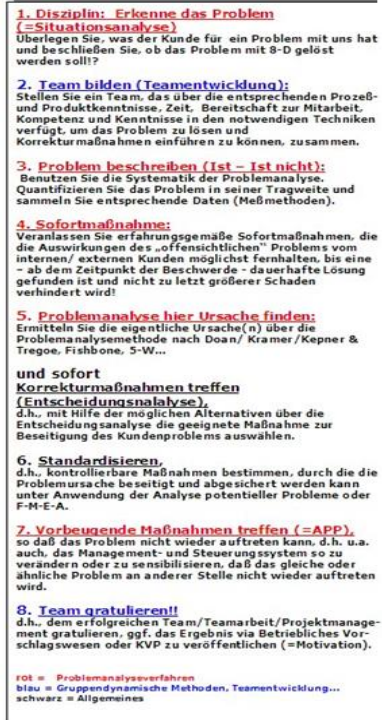 1. Disziplin: Erkenne das Problem
(=Situationsanalyse)
Überlegen Sie, was der Kunde für ein Problem mit uns hat
und beschließen Sie, ob das Problem mit 8-D gelöst
werden soll!?
2. Team bilden (Teamentwicklung):
Stellen Sie ein Team, das über die entsprechenden Prozeß-
und Produktkenntnisse, Zeit, Bereitschaft zur Mitarbeit,
Kompetenz und Kenntnisse in den notwendigen Techniken
verfügt, um das Problem zu lösen und
Korrekturmaßnahmen einführen zu können, zusammen.
3. Problem beschreiben (Ist – Ist nicht):
Benutzen Sie die Systematik der Problemanalyse.
Quantifizieren Sie das Problem in seiner Tragweite und
sammeln Sie entsprechende Daten (Meßmethoden).
4. Sofortmaßnahme:
Veranlassen Sie erfahrungsgemäße Sofortmaßnahmen, die
die Auswirkungen des „offensichtlichen" Problems vom
internen/ externen Kunden möglichst fernhalten, bis eine
– ab dem Zeitpunkt der Beschwerde - dauerhafte Lösung
gefunden ist und nicht zu letzt größerer Schaden
verhindert wird!
5. Problemanalyse hier Ursache finden:
Ermitteln Sie die eigentliche Ursache(n) über die
Problemanalysemethode nach Doan/ Kramer/Kepner &
Tregoe, Fishbone, 5-W...
und sofort
Korrekturmaßnahmen treffen
(Entscheidungsnalalyse),
d.h., mit Hilfe der möglichen Alternativen über die
Entscheidungsanalyse die geeignete Maßnahme zur
Beseitigung des Kundenproblems auswählen.
6. Standardisieren,
d.h., kontrollierbare Maßnahmen bestimmen, durch die die
Problemursache beseitigt und abgesichert werden kann
unter Anwendung der Analyse potentieller Probleme oder
F-M-E-A.
7. Vorbeugende Maßnahmen treffen (=APP),
so daß das Problem nicht wieder auftreten kann, d.h. u.a.
auch, das Management- und Steuerungssystem so zu
verändern oder zu sensibilisieren, daß das gleiche oder
ähnliche Problem an anderer Stelle nicht wieder auftreten
wird.
8. Team gratulieren!!
d.h., dem erfolgreichen Team/Teamarbeit/Projektmanage-
ment gratulieren, ggf. das Ergebnis via Betriebliches Vor-
schlagswesen oder KVP zu veröffentlichen (=Motivation).
rot = Problemanalyseverfahren
blau = Gruppendynamische Methoden, Teamentwicklung...
schwarz = Allgemeines